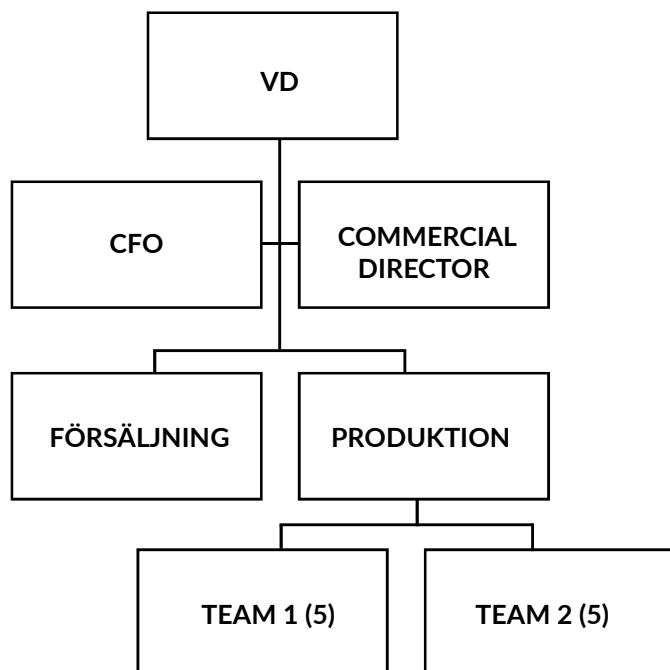 VD
CFO
COMMERCIAL
DIRECTOR
FÖRSÄLJNING
PRODUKTION
TEAM 1 (5)
TEAM 2 (5)